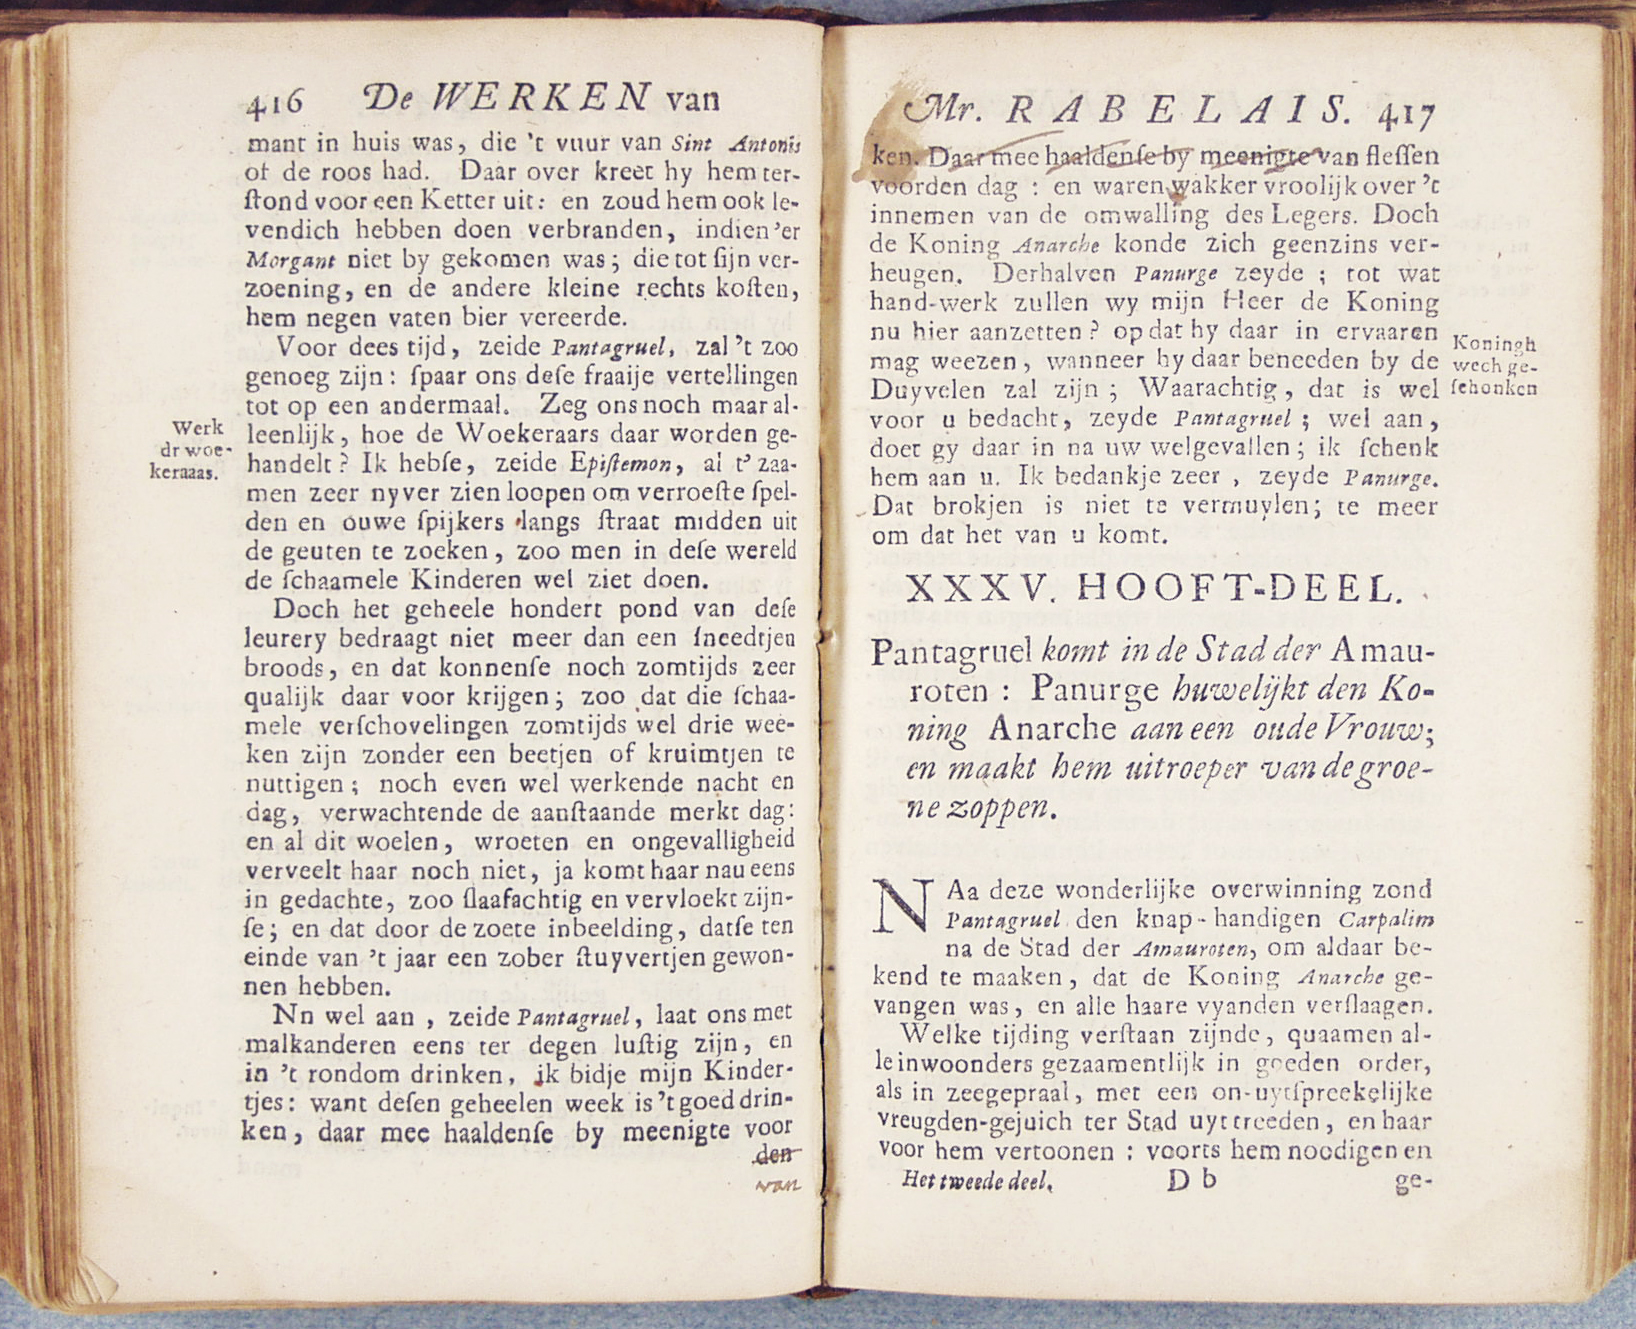 416 De WERKEN van
mant in huis was, die 't vuur van Sint Antonis
of de roos had. Daar over kreet hy hem ter-
ſtond voor een Ketter uit: en zoud hem ook le-
vendich hebben doen verbranden, indien 'er
Morgant niet by gekomen was; die tot ſijn ver-
zoening, en de andere kleine rechts koſten,
hem negen vaten bier vereerde.
Voor dees tijd, zeide Pantagruel, zal 't zoo
genoeg zijn: ſpaar ons deſe fraaije vertellingen
tot op een andermaal. Zeg ons noch maar al-
Werk
dr woe-
keraaas.
leenlijk, hoe de Woekeraars daar worden ge-
handelt? Ik hebſe, zeide Epiſtemon, al t' zaa-
men zeer nyver zien loopen om verroeſte ſpel-
den en ouwe ſpijkers langs ſtraat midden uit
de geuten te zoeken, zoo men in deſe wereld
de ſchaamele Kinderen wel ziet doen.
Doch het geheele hondert pond van deſe
leurery bedraagt niet meer dan een ſneedtjen
broods, en dat konnenſe noch zomtijds zeer
qualijk daar voor krijgen; zoo dat die ſchaa-
mele verſchovelingen zomtijds wel drie wee-
ken zijn zonder een beetjen of kruimtjen te
nuttigen; noch even wel werkende nacht en
dag, verwachtende de aanſtaande merkt dag:
en al dit woelen, wroeten en ongevalligheid
verveelt haar noch niet, ja komt haar nau eens
in gedachte, zoo ſlaafachtig en vervloekt zijn-
ſe; en dat door de zoete inbeelding, datſe ten
einde van 't jaar een zober ſtuyvertjen gewon-
nen hebben.
Nn wel aan, zeide Pantagruel, laat ons met
malkanderen eens ter degen luſtig zijn, en
in 't rondom drinken, ik bidje mijn Kinder-
tjes: want deſen geheelen week is 't goed drin-
ken, daar mee haaldenſe by meenigte voor
den
van
Mr. RABELAIS. 417
ken. Daar mee haaldenſe by meenigte van fleſſen
voorden dag: en waren wakker vroolijk over 't
innemen van de omwalling des Legers. Doch
de Koning Anarche konde zich geenzins ver-
heugen. Derhalven Panurge zeyde; tot wat
hand-werk zullen wy mijn Heer de Koning
nu hier aanzetten? op dat hy daar in ervaaren
mag weezen, wanneer hy daar beneeden by de
Duyvelen zal zijn; Waarachtig, dat is wel
Koningh
wech ge-
ſchonken
voor u bedacht, zeyde Pantagruel; wel aan,
doet gy daar in na uw welgevallen; ik ſchenk
hem aan u. Ik bedankje zeer, zeyde Panurge.
Dat brokjen is niet te vermuylen; te meer
om dat het van u komt.
XXXV. HOOFT-DEEL.
Pantagruel komt in de Stad der Amau-
roten: Panurge huwelijkt den Ko-
ning Anarche aan een oude Vrouw;
en maakt hem uitroeper van de groe-
ne zoppen.
NAa deze wonderlijke overwinning zond
Pantagruel den knap-handigen Carpalim
na de Stad der Amauroten, om aldaar be-
kend te maaken, dat de Koning Anarche ge-
vangen was, en alle haare vyanden verſlaagen.
Welke tijding verſtaan zijnde, quaamen al-
le inwoonders gezaamentlijk in goeden order,
als in zeegepraal, met een on-uytſpreekelijke
vreugden-gejuich ter Stad uyt treeden, en haar
voor hem vertoonen: voorts hem noodigen en
Het tweede deel. D b ge-